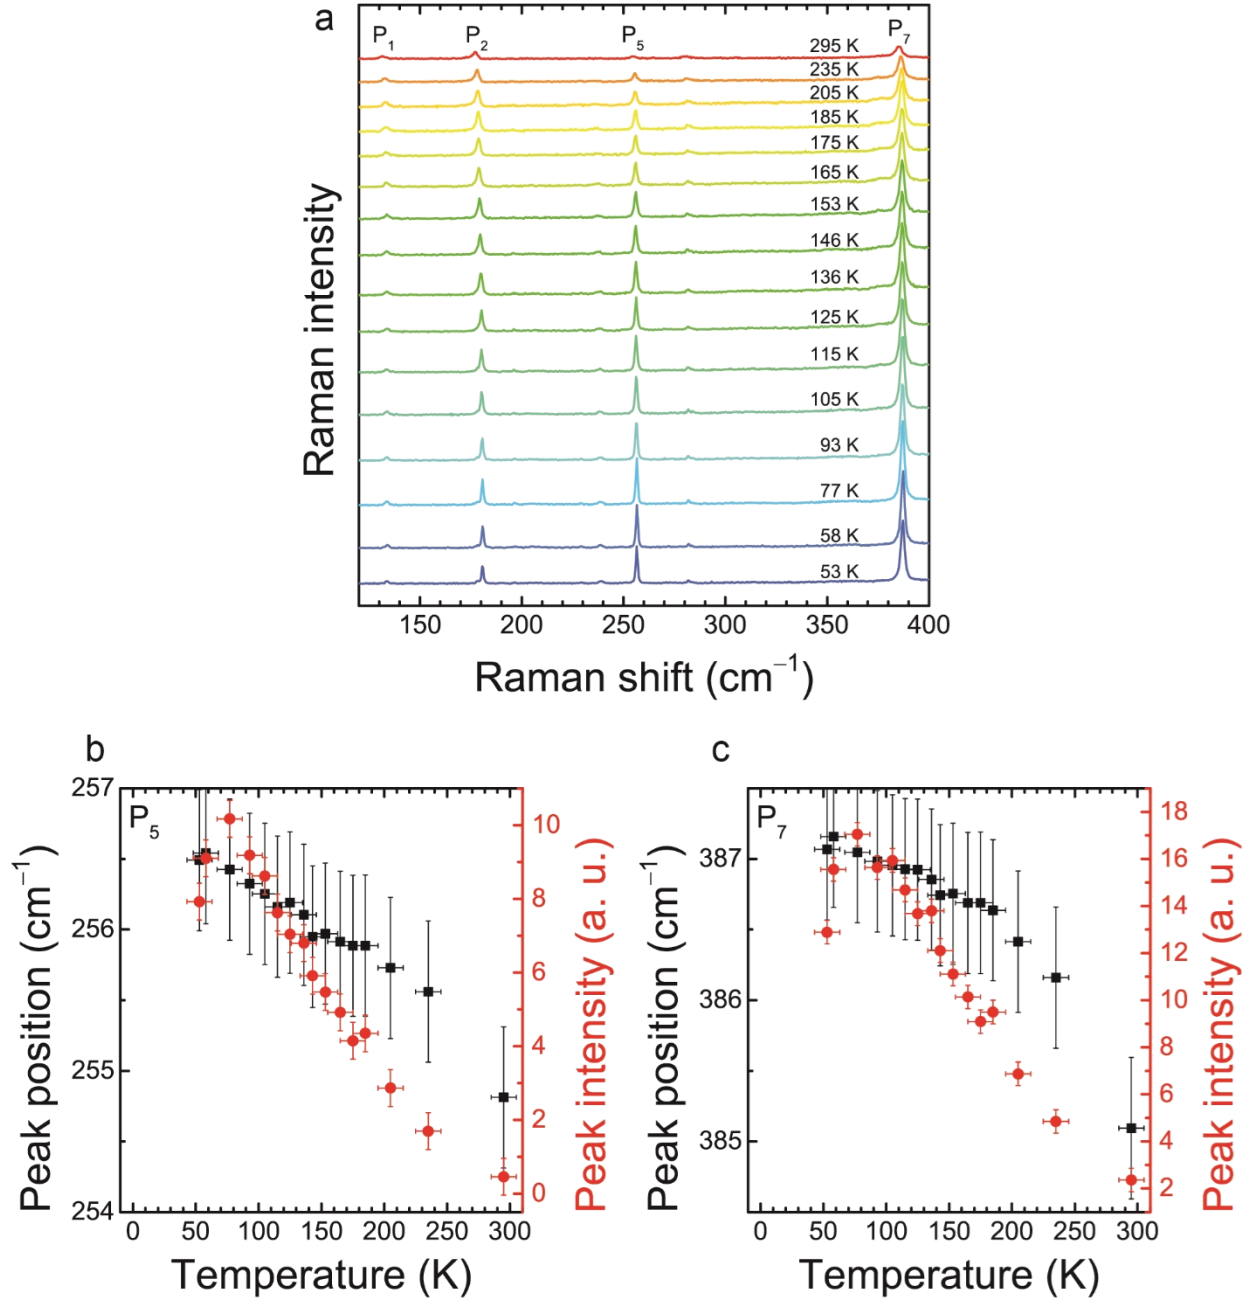 a
P1 P2 P5 P7
295 K
235 K
205 K
185 K
175 K
165 K
153 K
146 K
136 K
125 K
115 K
105 K
93 K
77 K
58 K
53 K
Raman intensity
150 200 250 300 350 400
Raman shift (cm−1)
b
P5
257
256
255
254
Peak position (cm−1)
10
8
6
4
2
0
Peak intensity (a. u.)
0 50 100 150 200 250 300
Temperature (K)
c
P7
387
386
385
Peak position (cm−1)
18
16
14
12
10
8
6
4
2
Peak intensity (a. u.)
0 50 100 150 200 250 300
Temperature (K)